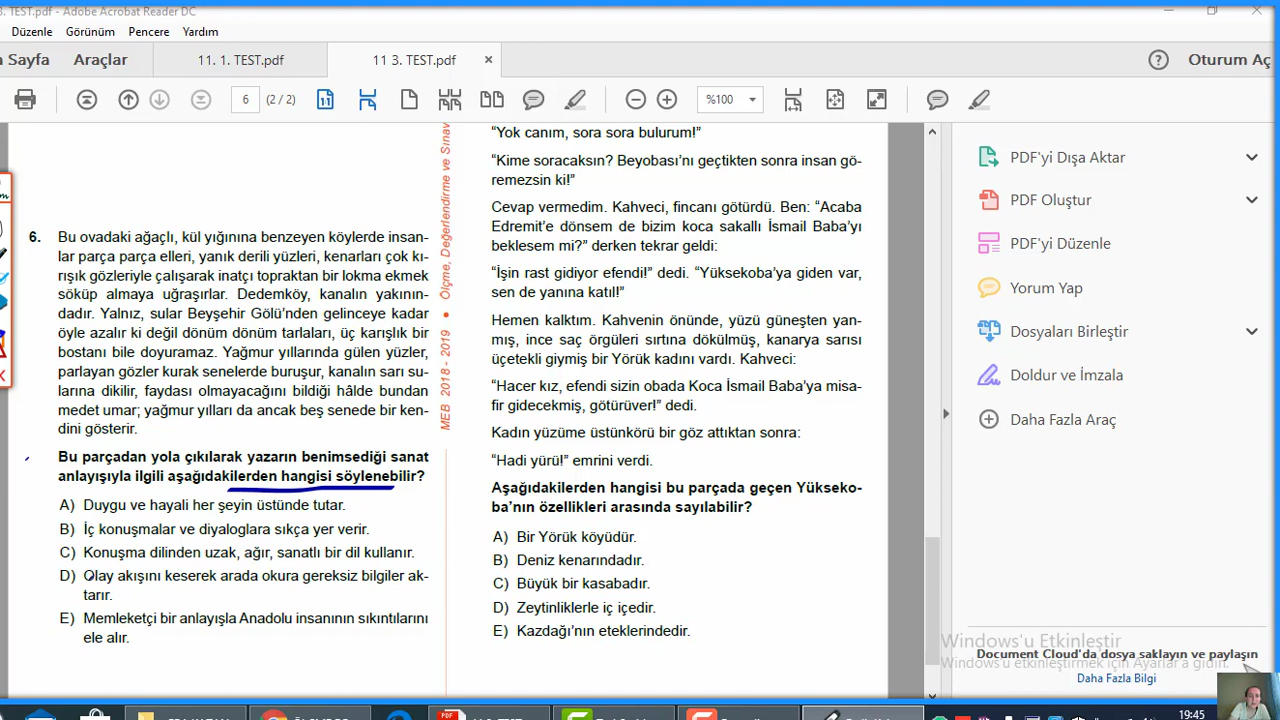 3. TEST.pdf - Adobe Acrobat Reader DC
Düzenle Görünüm Pencere Yardım
Sayfa Araçlar 11. 1. TEST.pdf 11 3. TEST.pdf Oturum Aç
6 (2 / 2) %100
6. Bu ovadaki ağaçlı, kül yığınına benzeyen köylerde insan-
lar parça parça elleri, yanık derili yüzleri, kenarları çok kı-
rışık gözleriyle çalışarak inatçı topraktan bir lokma ekmek
söküp almaya uğraşırlar. Dedemköy, kanalın yakının-
dadır. Yalnız, sular Beyşehir Gölü’nden gelinceye kadar
öyle azalır ki değil dönüm dönüm tarlaları, üç karışlık bir
bostanı bile doyuramaz. Yağmur yıllarında gülen yüzler,
parlayan gözler kurak senelerde buruşur, kanalın sarı su-
larına dikilir, faydası olmayacağını bildiği hâlde bundan
medet umar; yağmur yılları da ancak beş senede bir ken-
dini gösterir.
Bu parçadan yola çıkılarak yazarın benimsediği sanat
anlayışıyla ilgili aşağıdakilerden hangisi söylenebilir?
A) Duygu ve hayali her şeyin üstünde tutar.
B) İç konuşmalar ve diyaloglara sıkça yer verir.
C) Konuşma dilinden uzak, ağır, sanatlı bir dil kullanır.
D) Olay akışını keserek arada okura gereksiz bilgiler ak-
tarır.
E) Memleketçi bir anlayışla Anadolu insanının sıkıntılarını
ele alır.
MEB 2018 - 2019 ● Ölçme, Değerlendirme ve Sınav
“Yok canım, sora sora bulurum!”
“Kime soracaksın? Beyobası’nı geçtikten sonra insan gö-
remezsin ki!”
Cevap vermedim. Kahveci, fincanı götürdü. Ben: “Acaba
Edremit’e dönsem de bizim koca sakallı İsmail Baba’yı
beklesem mi?” derken tekrar geldi:
“İşin rast gidiyor efendi!” dedi. “Yüksekoba’ya giden var,
sen de yanına katıl!”
Hemen kalktım. Kahvenin önünde, yüzü güneşten yan-
mış, ince saç örgüleri sırtına dökülmüş, kanarya sarısı
üçetekli giymiş bir Yörük kadını vardı. Kahveci:
“Hacer kız, efendi sizin obada Koca İsmail Baba’ya misa-
fir gidecekmiş, götürüver!” dedi.
Kadın yüzüme üstünkörü bir göz attıktan sonra:
“Hadi yürü!” emrini verdi.
Aşağıdakilerden hangisi bu parçada geçen Yükseko-
ba’nın özellikleri arasında sayılabilir?
A) Bir Yörük köyüdür.
B) Deniz kenarındadır.
C) Büyük bir kasabadır.
D) Zeytinliklerle iç içedir.
E) Kazdağı’nın eteklerindedir.
PDF'yi Dışa Aktar
PDF Oluştur
PDF'yi Düzenle
Yorum Yap
Dosyaları Birleştir
Doldur ve İmzala
Daha Fazla Araç
Windows'u Etkinleştir
Windows'u etkinleştirmek için Ayarlar'a gidin.
Document Cloud'da dosya saklayın ve paylaşın
Daha Fazla Bilgi
19:45